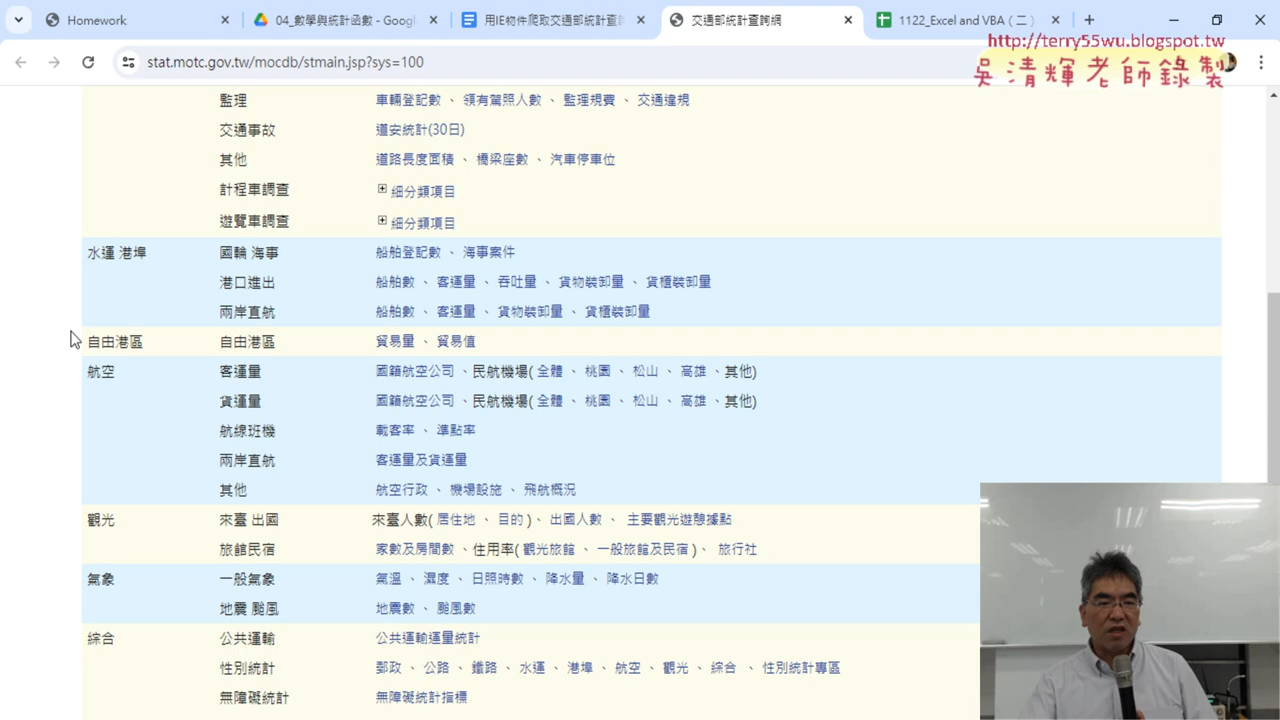 Homework
04_數學與統計函數 - Googl
用IE物件爬取交通部統計查詢
交通部統計查詢網
1122_Excel and VBA（二）
http://terry55wu.blogspot.tw
stat.motc.gov.tw/mocdb/stmain.jsp?sys=100
吳清輝老師錄製
監理 車輛登記數 、 領有駕照人數 、 監理規費 、 交通違規
交通事故 道安統計(30日)
其他 道路長度面積 、 橋梁座數 、 汽車停車位
計程車調查 細分類項目
遊覽車調查 細分類項目
水運 港埠 國輪 海事 船舶登記數 、 海事案件
港口進出 船舶數 、 客運量 、 吞吐量 、 貨物裝卸量 、 貨櫃裝卸量
兩岸直航 船舶數 、 客運量 、 貨物裝卸量 、 貨櫃裝卸量
自由港區 自由港區 貿易量 、 貿易值
航空 客運量 國籍航空公司 、民航機場( 全體 、 桃園 、 松山 、 高雄 、其他)
貨運量 國籍航空公司 、民航機場( 全體 、 桃園 、 松山 、 高雄 、其他)
航線班機 載客率 、 準點率
兩岸直航 客運量及貨運量
其他 航空行政 、 機場設施 、 飛航概況
觀光 來臺 出國 來臺人數( 居住地 、 目的 )、 出國人數 、 主要觀光遊憩據點
旅館民宿 家數及房間數 、住用率( 觀光旅館 、 一般旅館及民宿 )、 旅行社
氣象 一般氣象 氣溫 、 濕度 、 日照時數 、 降水量 、 降水日數
地震 颱風 地震數 、 颱風數
綜合 公共運輸 公共運輸運量統計
性別統計 郵政 、 公路 、 鐵路 、 水運 、 港埠 、 航空 、 觀光 、 綜合 、 性別統計專區
無障礙統計 無障礙統計指標